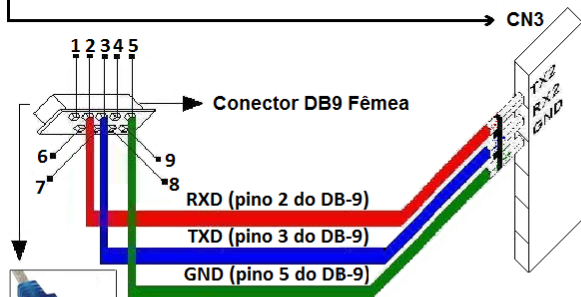 CN3
1 2 3 4 5
TX2
RX2
GND
Conector DB9 Fêmea
6
9
7
8
RXD (pino 2 do DB-9)
TXD (pino 3 do DB-9)
GND (pino 5 do DB-9)